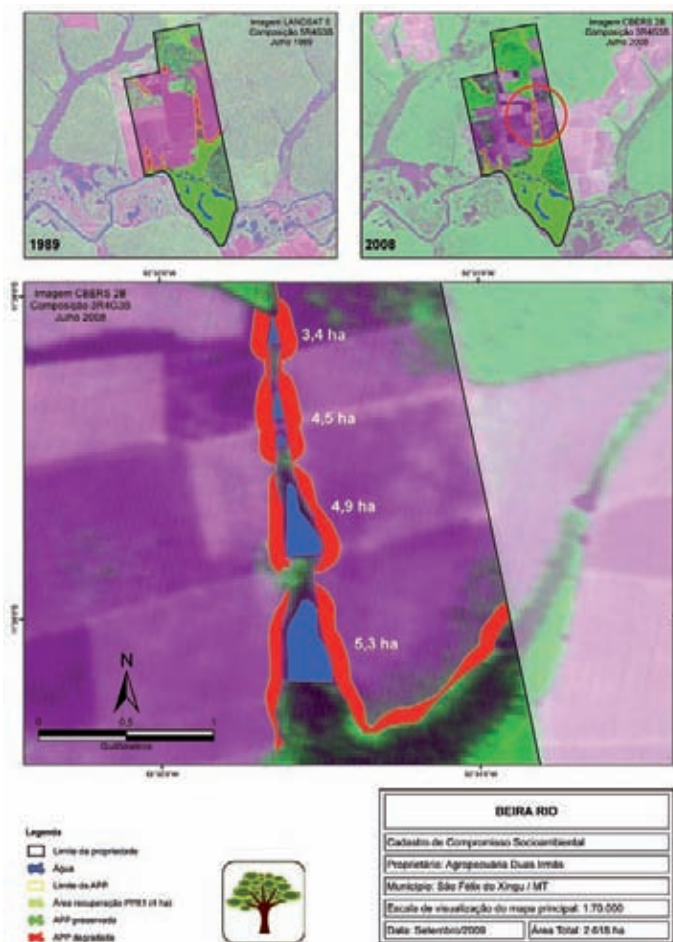 Imagem LANDSAT 5
Composição 5R4G3B
Julho 1989
1989
Imagem CBERS 2B
Composição 3R4G3B
Julho 2008
2008
Imagem CBERS 2B
Composição 3R4G3B
Julho 2008
3,4 ha
4,5 ha
4,9 ha
5,3 ha
N
0 0,5 1
Quilômetros
Legenda
Limite da propriedade
Água
Limite da APP
Área recuperação
APP preservada
APP degradada
BEIRA RIO
Cadastro de Compromisso Socioambiental
Proprietário: Agropecuária Duas Irmãs
Município: São Félix do Xingu / MT
Escala de visualização do mapa principal: 1:70.000
Data: Setembro/2009
Área Total: 2.618 ha